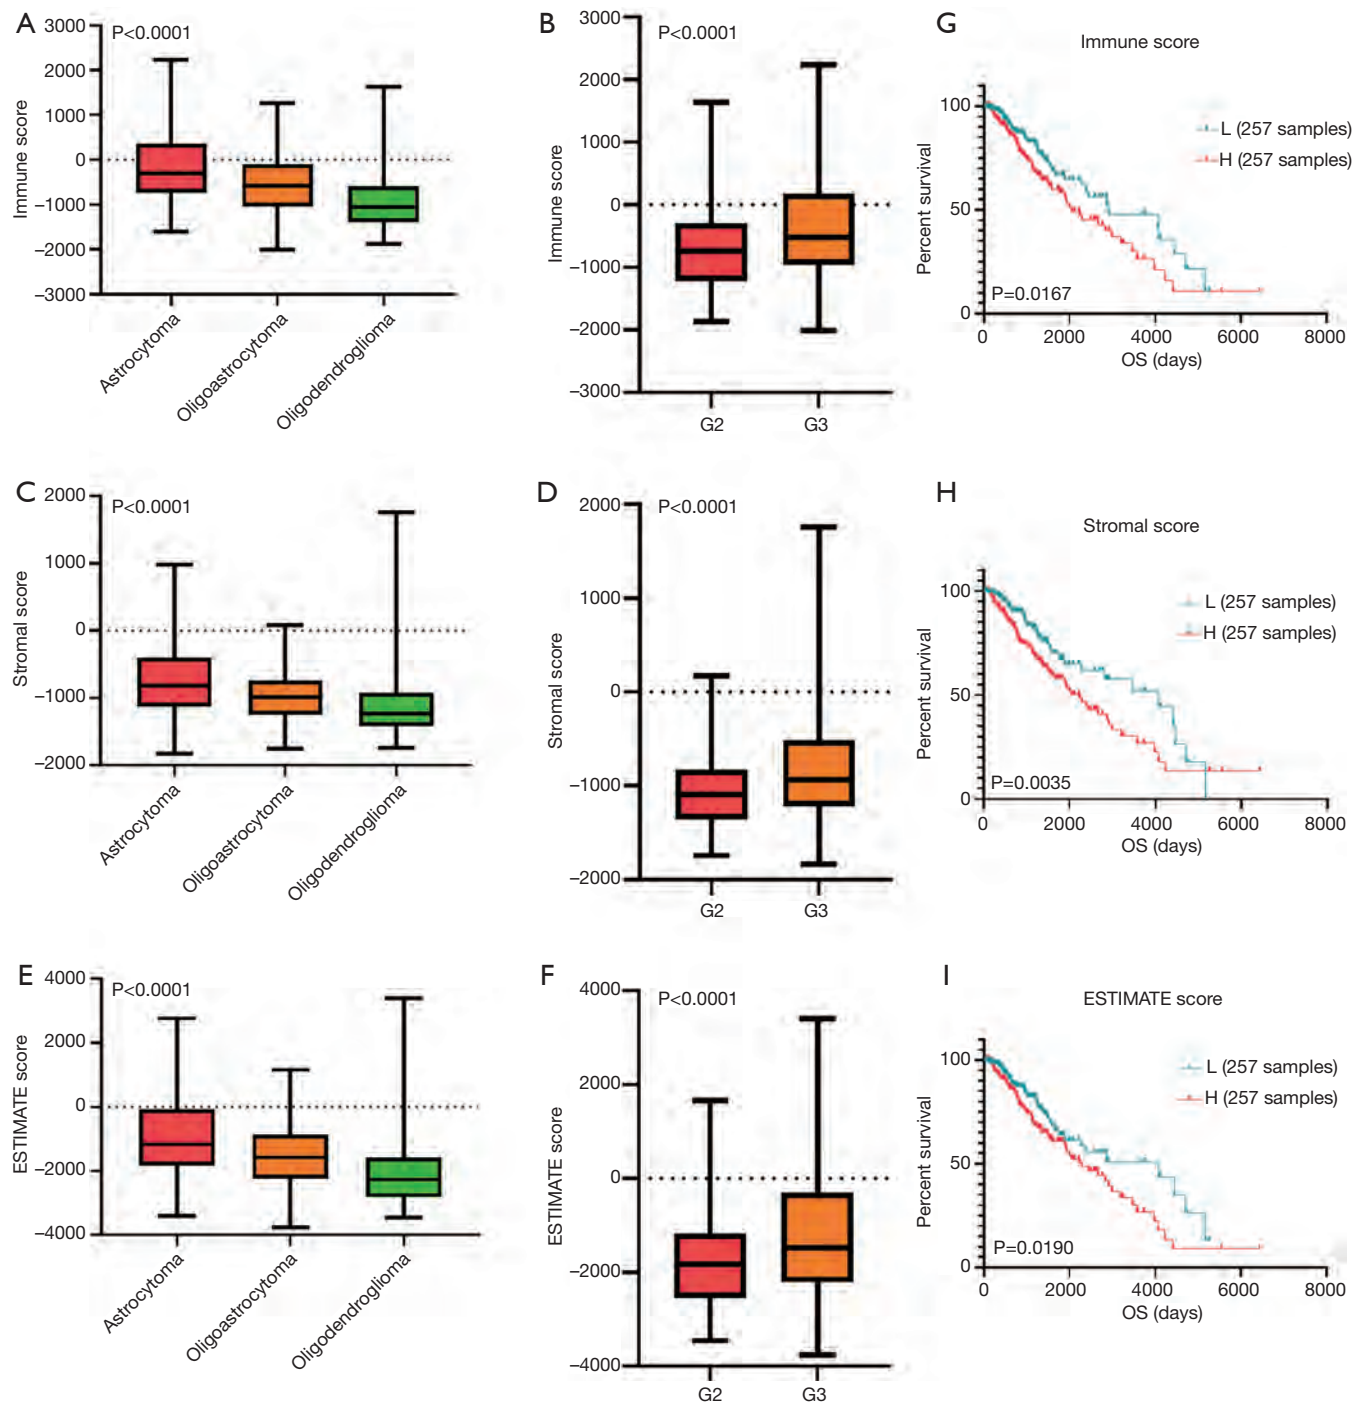 A
P<0.0001
Immune score
3000
2000
1000
0
–1000
–2000
–3000
Astrocytoma
Oligoastrocytoma
Oligodendroglioma
B
P<0.0001
Immune score
3000
2000
1000
0
–1000
–2000
–3000
G2
G3
G
Immune score
L (257 samples)
H (257 samples)
Percent survival
100
50
0
P=0.0167
0
2000
4000
6000
8000
OS (days)
C
P<0.0001
Stromal score
2000
1000
0
–1000
–2000
Astrocytoma
Oligoastrocytoma
Oligodendroglioma
D
P<0.0001
Stromal score
2000
1000
0
–1000
–2000
G2
G3
H
Stromal score
L (257 samples)
H (257 samples)
Percent survival
100
50
0
P=0.0035
0
2000
4000
6000
8000
OS (days)
E
P<0.0001
ESTIMATE score
4000
2000
0
–2000
–4000
Astrocytoma
Oligoastrocytoma
Oligodendroglioma
F
P<0.0001
ESTIMATE score
4000
2000
0
–2000
–4000
G2
G3
I
ESTIMATE score
L (257 samples)
H (257 samples)
Percent survival
100
50
0
P=0.0190
0
2000
4000
6000
8000
OS (days)